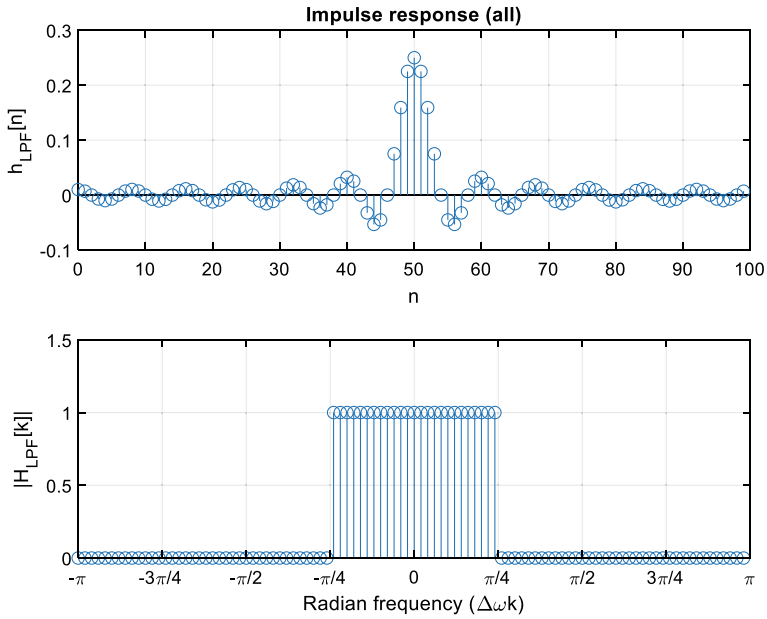 Impulse response (all)
0.3
0.2
0.1
0
-0.1
h_LPF[n]
0 10 20 30 40 50 60 70 80 90 100
n
1.5
1
0.5
0
|H_LPF[k]|
-π -3π/4 -π/2 -π/4 0 π/4 π/2 3π/4 π
Radian frequency (Δωk)